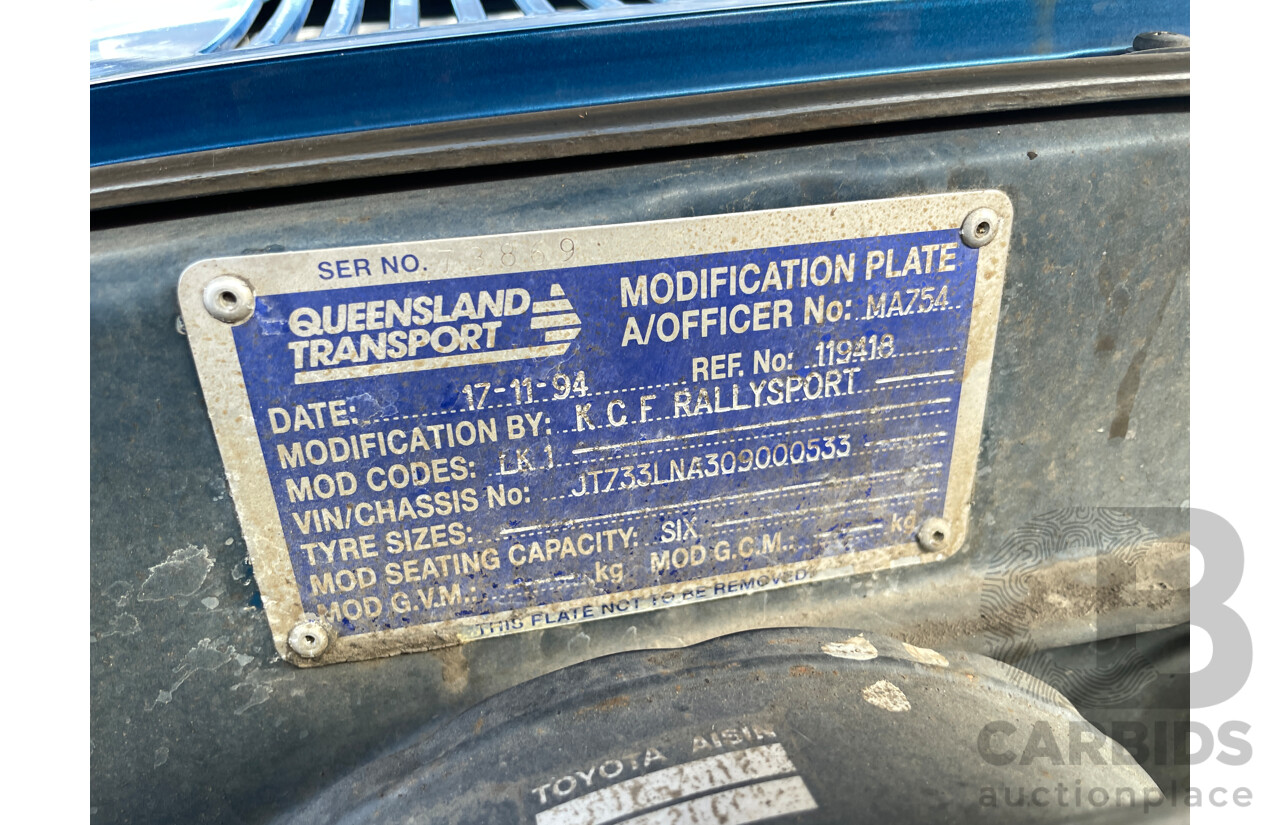 SER NO. 73869
QUEENSLAND TRANSPORT
MODIFICATION PLATE
A/OFFICER No: MA754
DATE: 17-11-94 REF. No: 119418
MODIFICATION BY: K C F RALLYSPORT
MOD CODES: LK1
VIN/CHASSIS No: JT733LNA309000533
TYRE SIZES:
MOD SEATING CAPACITY: SIX
MOD G.V.M.: kg MOD G.C.M.: kg
THIS PLATE NOT TO BE REMOVED
TOYOTA AISIN
CARBIDS
auctionplace